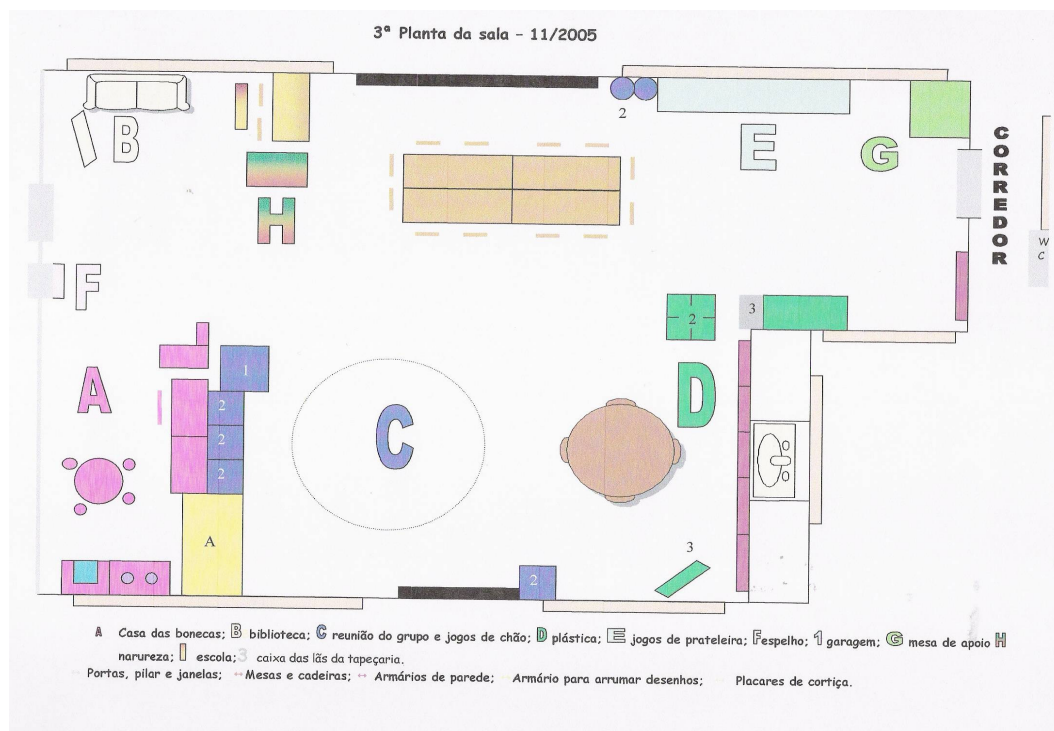 3ª Planta da sala - 11/2005
2
B
E
G
CORREDOR
W
C
H
F
2
3
A
1
D
2
C
2
2
A
3
2
A Casa das bonecas; B biblioteca; C reunião do grupo e jogos de chão; D plástica; E jogos de prateleira; F espelho; 1 garagem; G mesa de apoio H
narureza; I escola; 3 caixa das lãs da tapeçaria.
Portas, pilar e janelas; Mesas e cadeiras; Armários de parede; Armário para arrumar desenhos; Placares de cortiça.